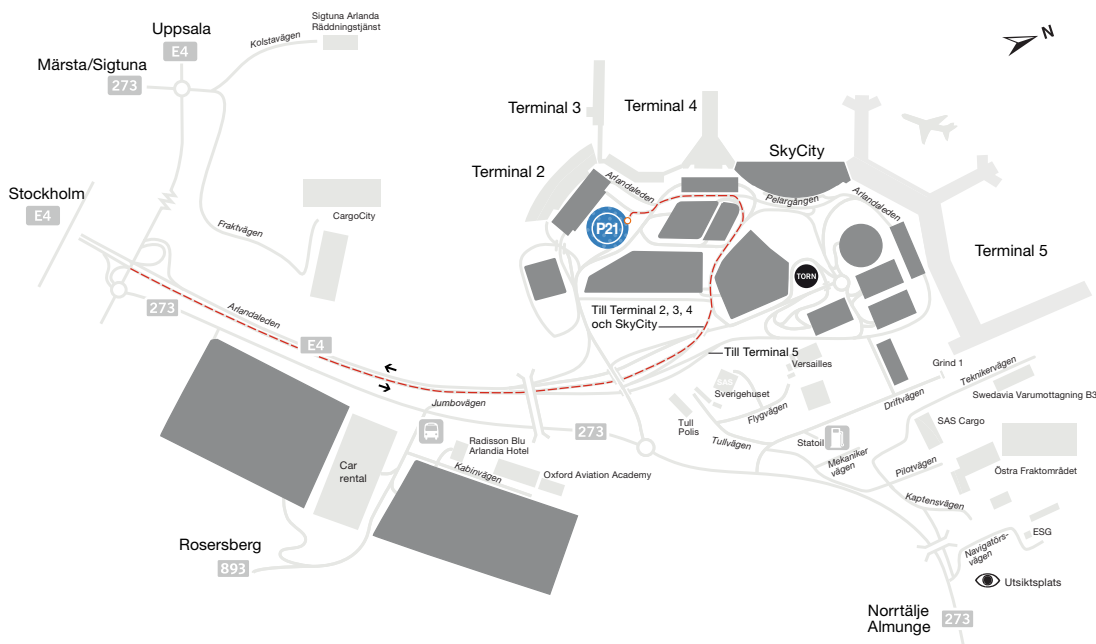 Sigtuna Arlanda
Räddningstjänst
Uppsala
E4
Kolstavägen
N
Märsta/Sigtuna
273
Terminal 3
Terminal 4
SkyCity
Terminal 2
Arlandaleden
Stockholm
E4
CargoCity
Fraktvägen
Pelargången
Arlandaleden
P21
Terminal 5
TORN
273
Arlandaleden
E4
Till Terminal 2, 3, 4
och SkyCity
Till Terminal 5
Versailles
Grind 1
Teknikervägen
SAS
Sverigehuset
Driftvägen
Swedavia Varumottagning B3
Jumbovägen
Flygvägen
Tull
Polis
SAS Cargo
273
Tullvägen
Statoil
Radisson Blu
Arlandia Hotel
Mekaniker
vägen
Pilotvägen
Östra Fraktområdet
Car
rental
Kabinvägen
Oxford Aviation Academy
Kaptensvägen
Rosersberg
893
ESG
Navigatörs-
vägen
Utsiktsplats
Norrtälje
Almunge
273